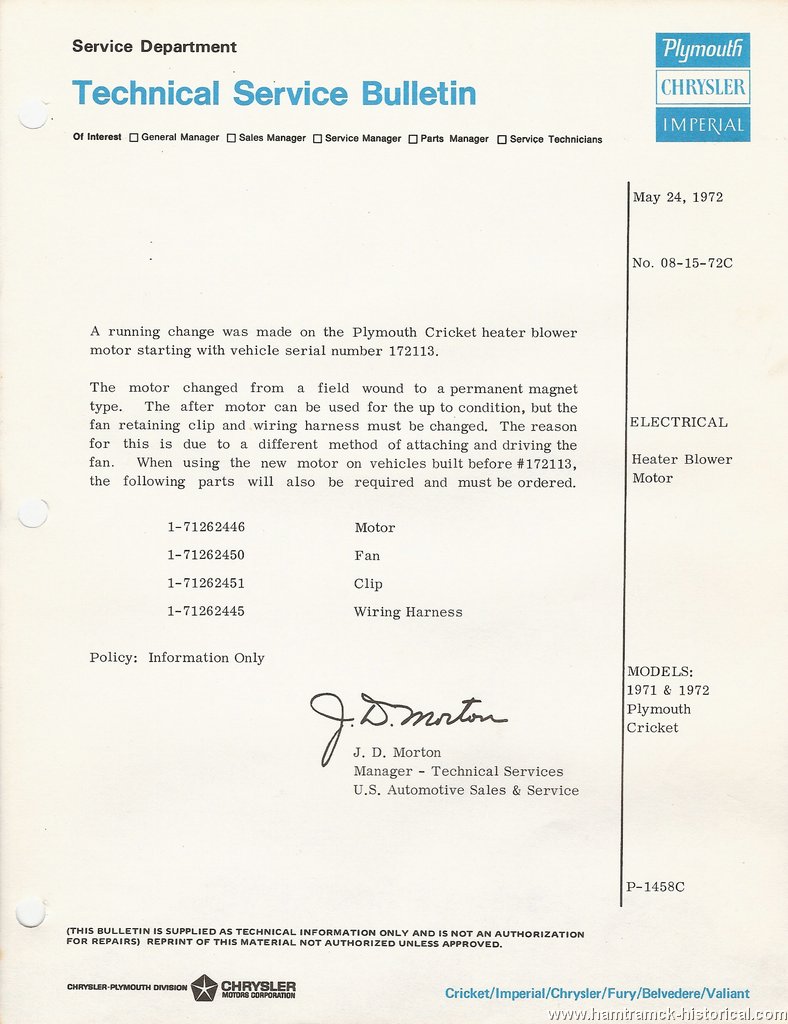 Service Department
Technical Service Bulletin
Of Interest ☐ General Manager ☐ Sales Manager ☐ Service Manager ☐ Parts Manager ☐ Service Technicians
Plymouth
CHRYSLER
IMPERIAL
May 24, 1972
No. 08-15-72C
A running change was made on the Plymouth Cricket heater blower
motor starting with vehicle serial number 172113.
The motor changed from a field wound to a permanent magnet
type. The after motor can be used for the up to condition, but the
fan retaining clip and wiring harness must be changed. The reason
for this is due to a different method of attaching and driving the
fan. When using the new motor on vehicles built before #172113,
the following parts will also be required and must be ordered.
ELECTRICAL
Heater Blower
Motor
1-71262446 Motor
1-71262450 Fan
1-71262451 Clip
1-71262445 Wiring Harness
Policy: Information Only
MODELS:
1971 & 1972
Plymouth
Cricket
J. D. Morton
J. D. Morton
Manager - Technical Services
U.S. Automotive Sales & Service
P-1458C
(THIS BULLETIN IS SUPPLIED AS TECHNICAL INFORMATION ONLY AND IS NOT AN AUTHORIZATION
FOR REPAIRS) REPRINT OF THIS MATERIAL NOT AUTHORIZED UNLESS APPROVED.
CHRYSLER-PLYMOUTH DIVISION CHRYSLER
MOTORS CORPORATION
Cricket/Imperial/Chrysler/Fury/Belvedere/Valiant
www.hamtramck-historical.com